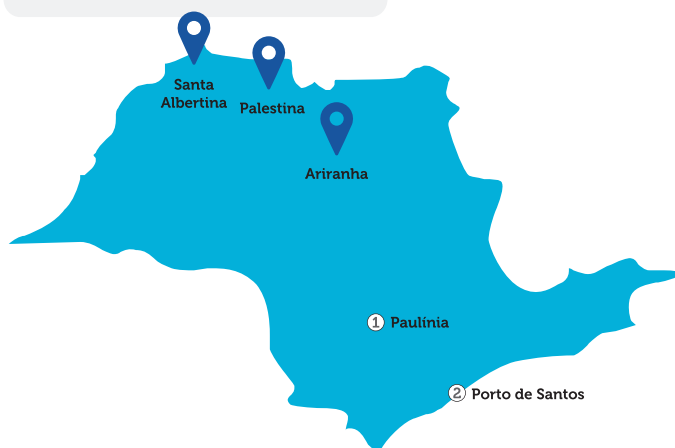 Santa
Albertina
Palestina
Ariranha
1 Paulínia
2 Porto de Santos